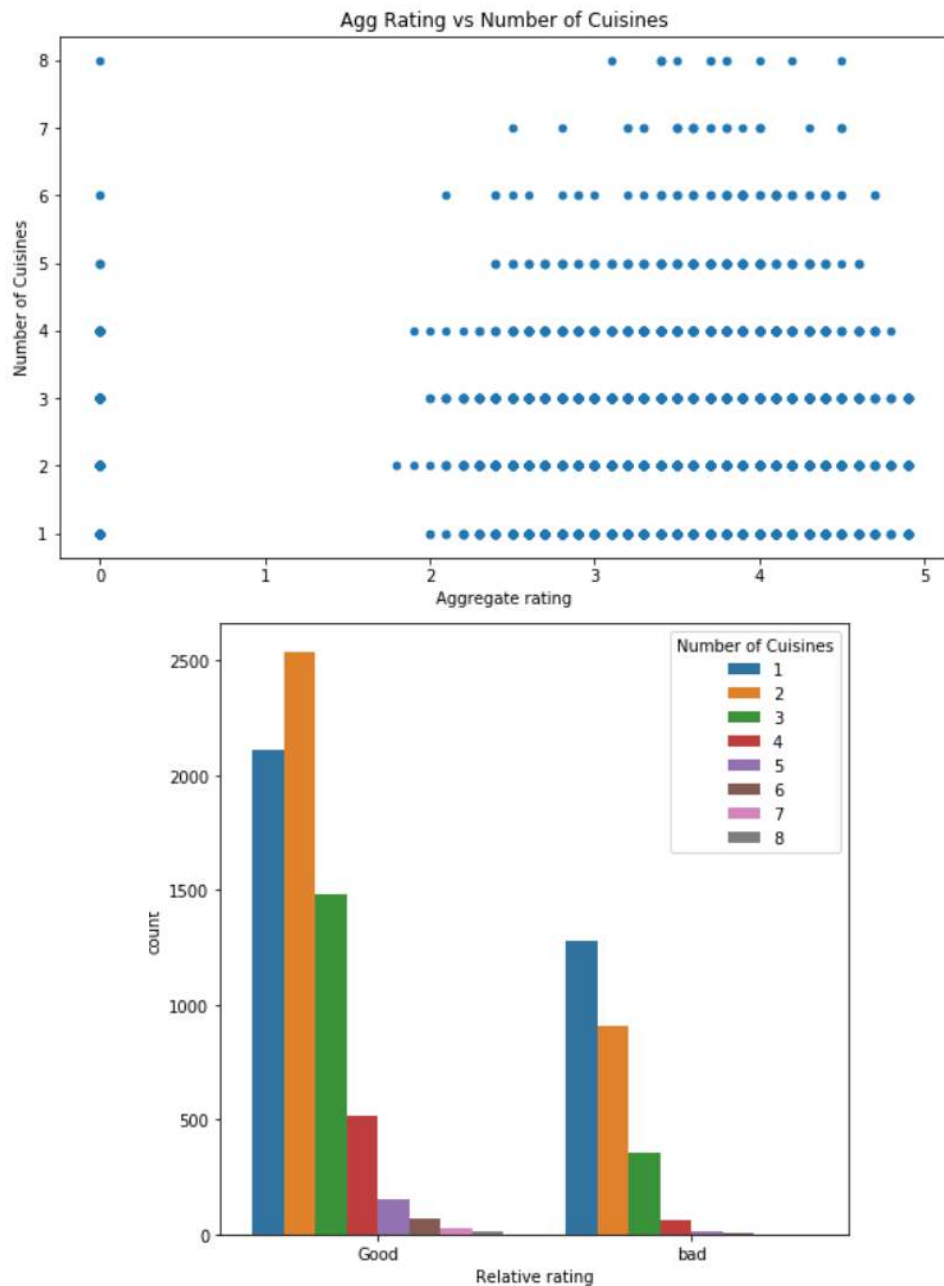 Agg Rating vs Number of Cuisines
8
7
6
5
4
3
2
1
Number of Cuisines
0 1 2 3 4 5
Aggregate rating
2500
2000
1500
1000
500
0
count
Number of Cuisines
1
2
3
4
5
6
7
8
Good bad
Relative rating